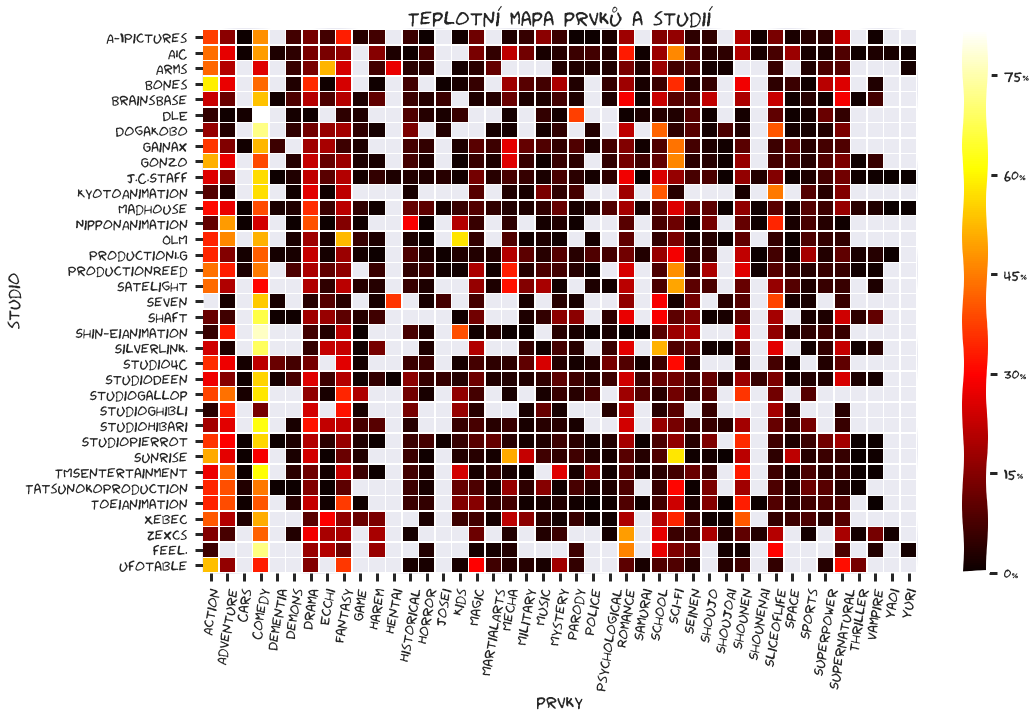 TEPLOTNÍ MAPA PRVKŮ A STUDIÍ
STUDIO
A-1PICTURES
AIC
ARMS
BONES
BRAINSBASE
DLE
DOGAKOBO
GAINAX
GONZO
J.C.STAFF
KYOTOANIMATION
MADHOUSE
NIPPONANIMATION
OLM
PRODUCTIONI.G
PRODUCTIONREED
SATELIGHT
SEVEN
SHAFT
SHIN-EIANIMATION
SILVERLINK.
STUDIO4C
STUDIODEEN
STUDIOGALLOP
STUDIOGHIBLI
STUDIOHIBARI
STUDIOPIERROT
SUNRISE
TMSENTERTAINMENT
TATSUNOKOPRODUCTION
TOEIANIMATION
XEBEC
ZEXCS
FEEL.
UFOTABLE
ACTION
ADVENTURE
CARS
COMEDY
DEMENTIA
DEMONS
DRAMA
ECCHI
FANTASY
GAME
HAREM
HENTAI
HISTORICAL
HORROR
JOSEI
KIDS
MAGIC
MARTIALARTS
MECHA
MILITARY
MUSIC
MYSTERY
PARODY
POLICE
PSYCHOLOGICAL
ROMANCE
SAMURAI
SCHOOL
SCI-FI
SEINEN
SHOUJO
SHOUJOAI
SHOUNEN
SHOUNENAI
SLICEOFLIFE
SPACE
SPORTS
SUPERPOWER
SUPERNATURAL
THRILLER
VAMPIRE
YAOI
YURI
PRVKY
75%
60%
45%
30%
15%
0%